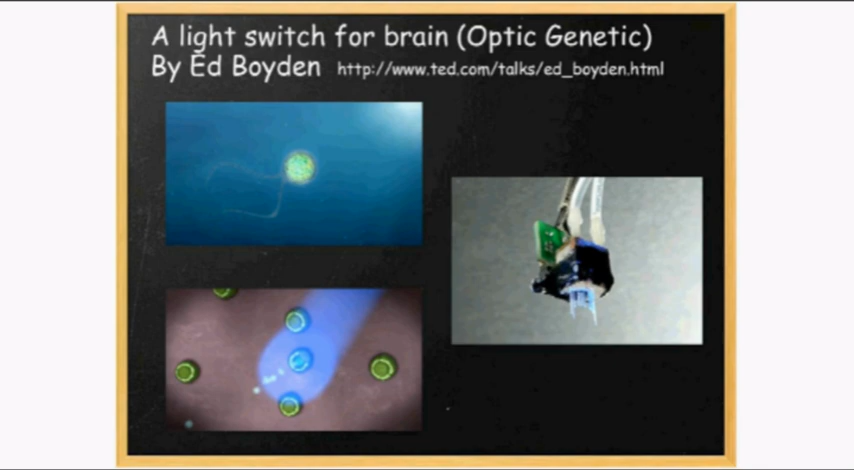 A light switch for brain (Optic Genetic)
By Ed Boyden http://www.ted.com/talks/ed_boyden.html